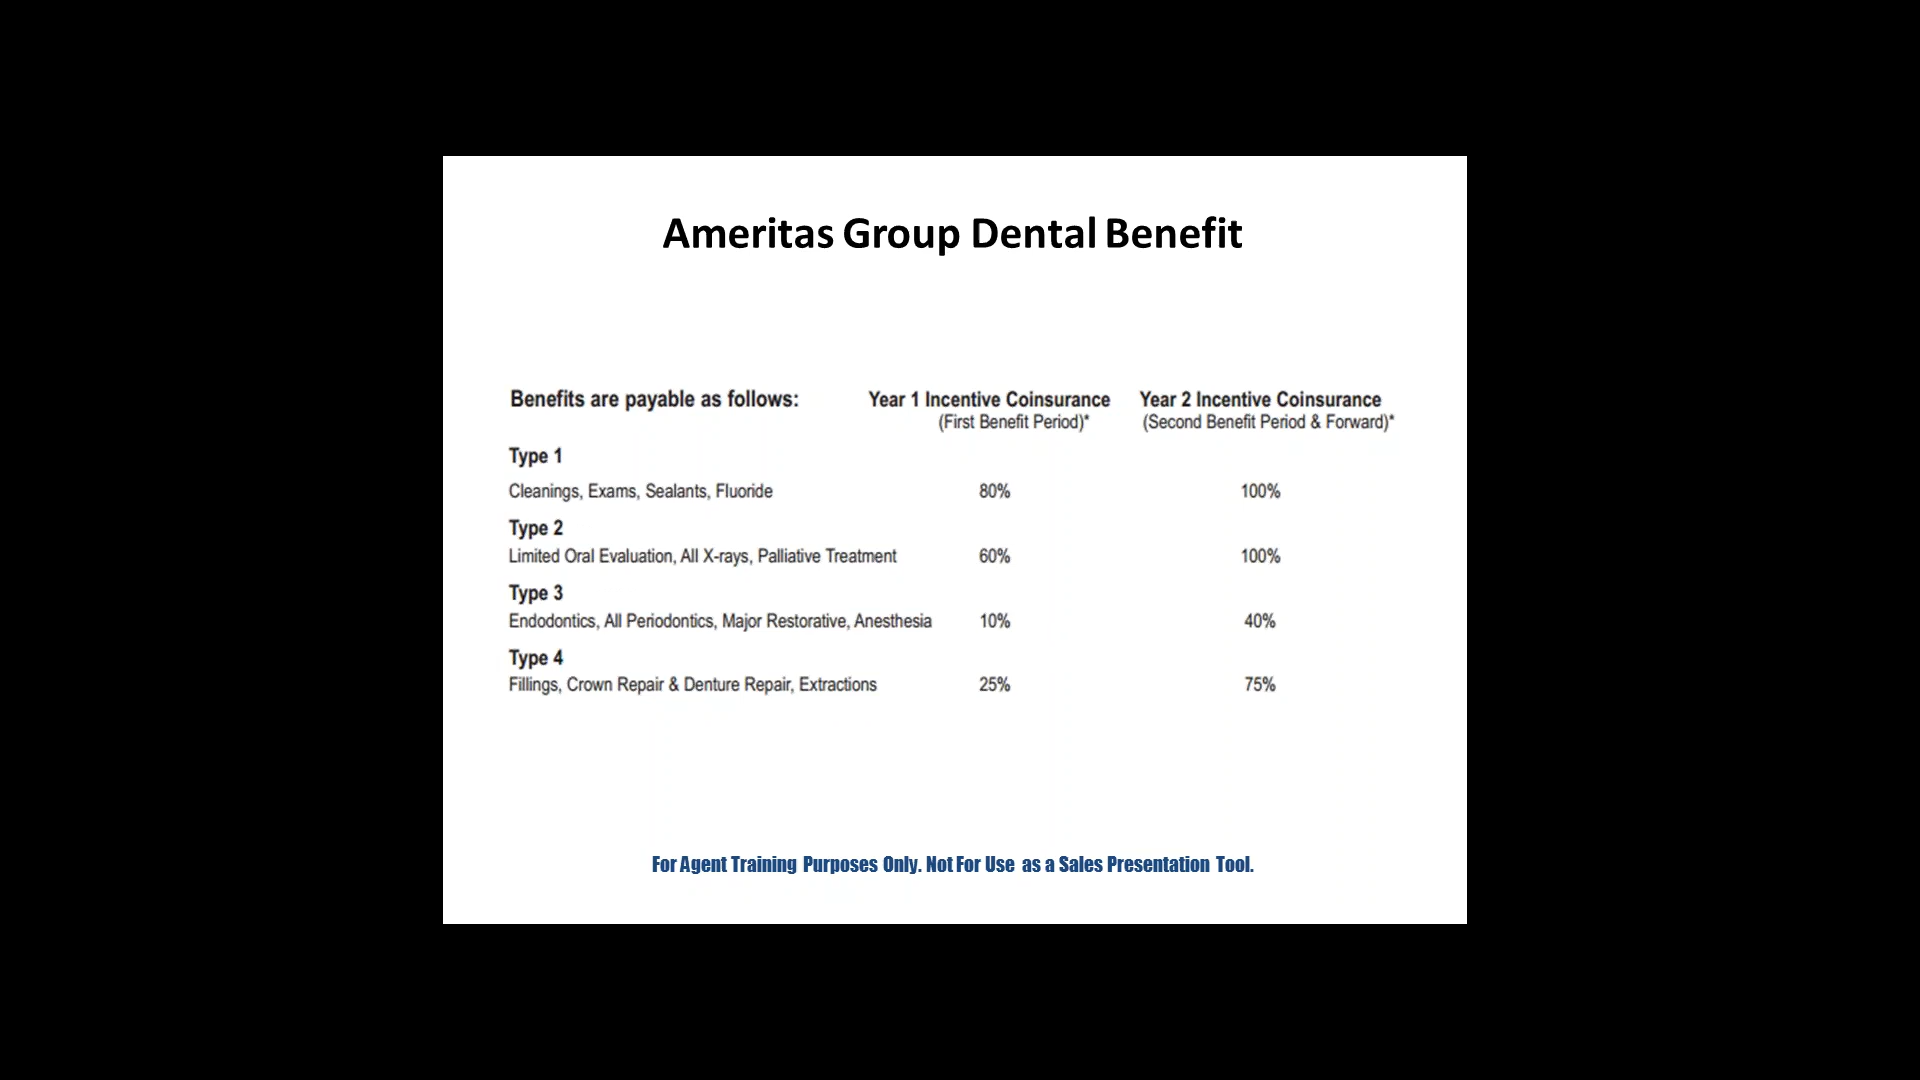 Ameritas Group Dental Benefit
Benefits are payable as follows: Year 1 Incentive Coinsurance Year 2 Incentive Coinsurance
(First Benefit Period)* (Second Benefit Period & Forward)*
Type 1
Cleanings, Exams, Sealants, Fluoride 80% 100%
Type 2
Limited Oral Evaluation, All X-rays, Palliative Treatment 60% 100%
Type 3
Endodontics, All Periodontics, Major Restorative, Anesthesia 10% 40%
Type 4
Fillings, Crown Repair & Denture Repair, Extractions 25% 75%
For Agent Training Purposes Only. Not For Use as a Sales Presentation Tool.